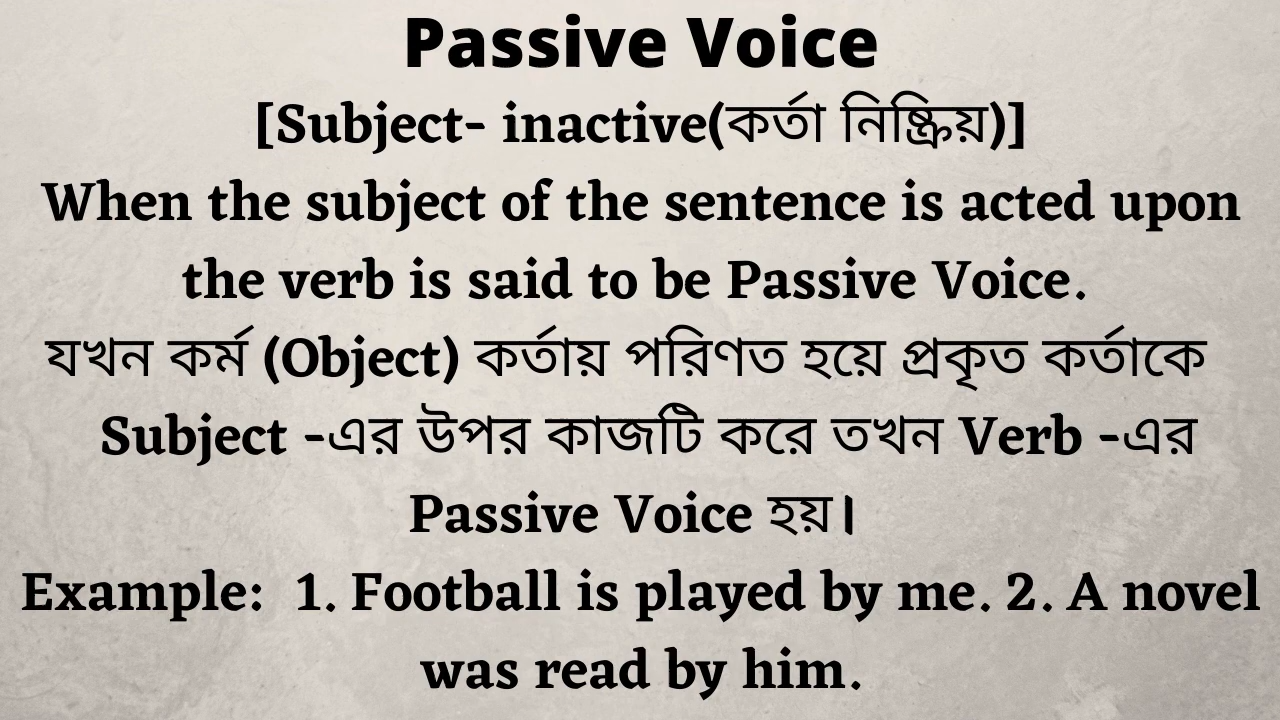 Passive Voice
[Subject- inactive(কর্তা নিষ্ক্রিয়)]
When the subject of the sentence is acted upon
the verb is said to be Passive Voice.
যখন কর্ম (Object) কর্তায় পরিণত হয়ে প্রকৃত কর্তাকে
Subject -এর উপর কাজটি করে তখন Verb -এর
Passive Voice হয়।
Example:  1. Football is played by me. 2. A novel
was read by him.